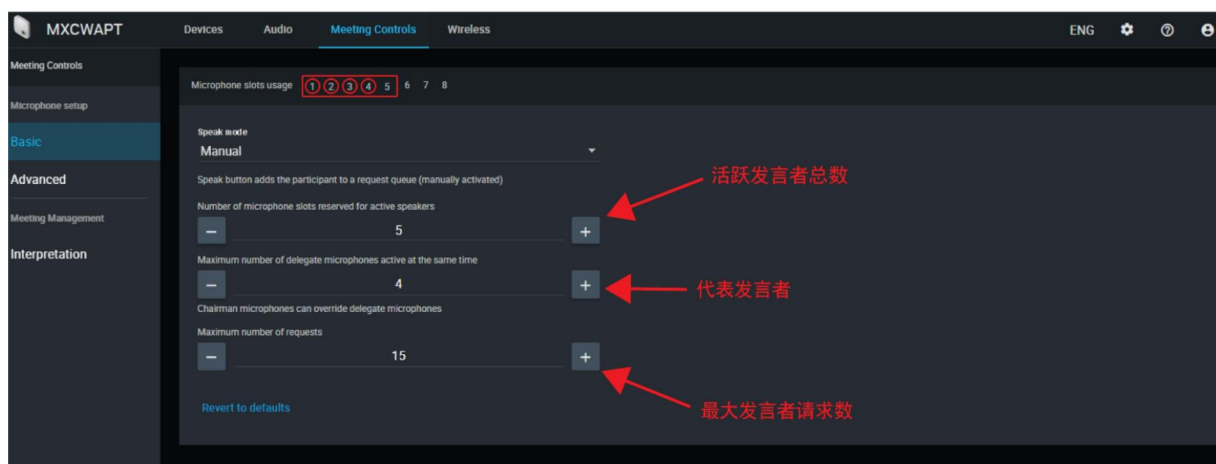 MXCWAPT Devices Audio Meeting Controls Wireless ENG
Meeting Controls
Microphone setup
Basic
Advanced
Meeting Management
Interpretation
Microphone slots usage 1 2 3 4 5 6 7 8
Speak mode
Manual
Speak button adds the participant to a request queue (manually activated)
活跃发言者总数
Number of microphone slots reserved for active speakers
− 5 +
Maximum number of delegate microphones active at the same time
− 4 +
代表发言者
Chairman microphones can override delegate microphones
Maximum number of requests
− 15 +
最大发言者请求数
Revert to defaults